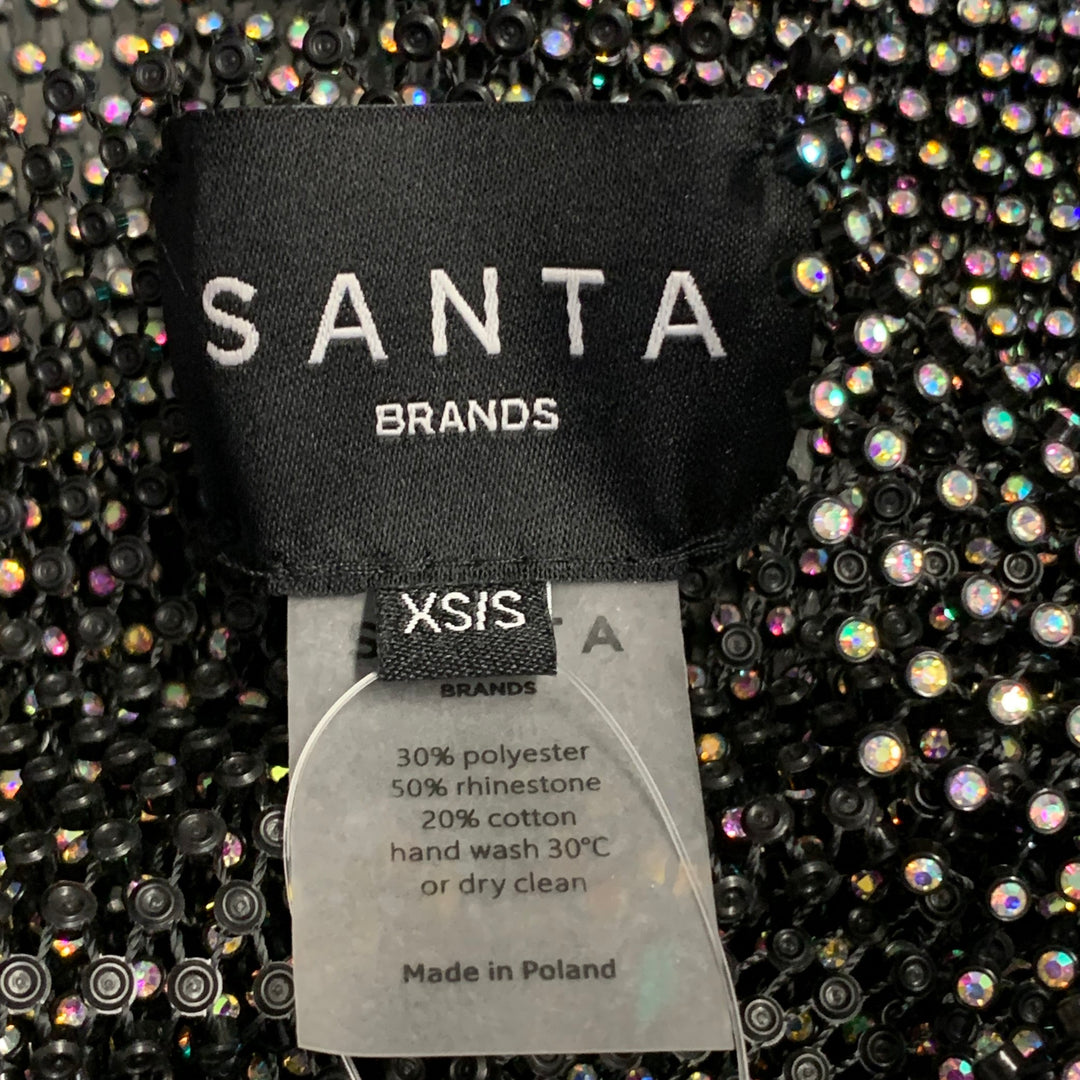 SANTA
BRANDS
XS/S
S A
BRANDS
30% polyester
50% rhinestone
20% cotton
hand wash 30°C
or dry clean
Made in Poland